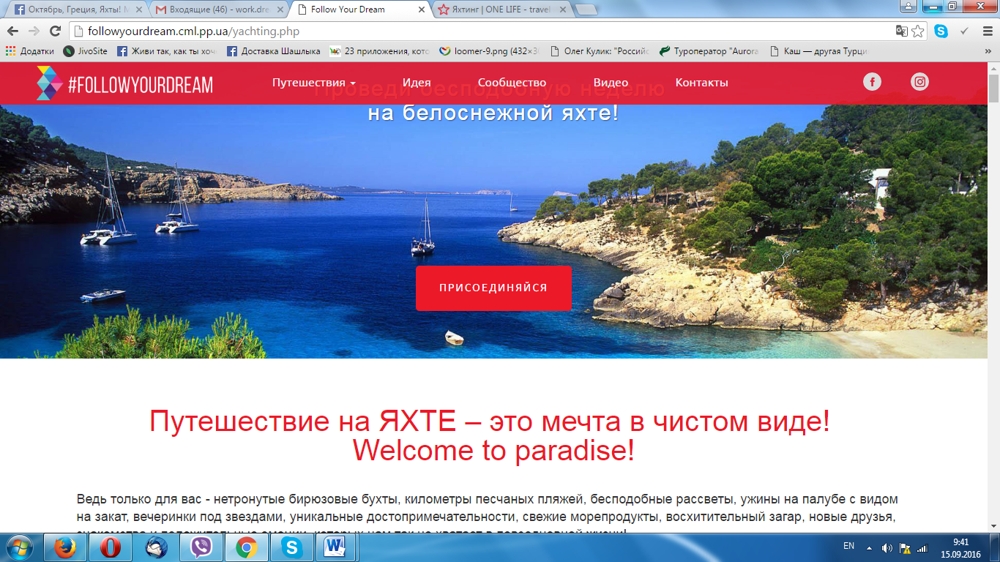 Октябрь, Греция, Яхты!
Входящие (46) - work.dre
Follow Your Dream
Яхтинг | ONE LIFE - travel
followyourdream.cml.pp.ua/yachting.php
Додатки
JivoSite
Живи так, как ты хоч
Доставка Шашлыка
23 приложения, кото
loomer-9.png (432×3
Олег Кулик: "Россий
Туроператор "Aurora
Каш — другая Турци
»
#FOLLOWYOURDREAM
Путешествия
Идея
Сообщество
Видео
Контакты
Проведи бесподобную неделю
на белоснежной яхте!
ПРИСОЕДИНЯЙСЯ
Путешествие на ЯХТЕ – это мечта в чистом виде!
Welcome to paradise!
Ведь только для вас - нетронутые бирюзовые бухты, километры песчаных пляжей, бесподобные рассветы, ужины на палубе с видом
на закат, вечеринки под звездами, уникальные достопримечательности, свежие морепродукты, восхитительный загар, новые друзья,
EN
9:41
15.09.2016